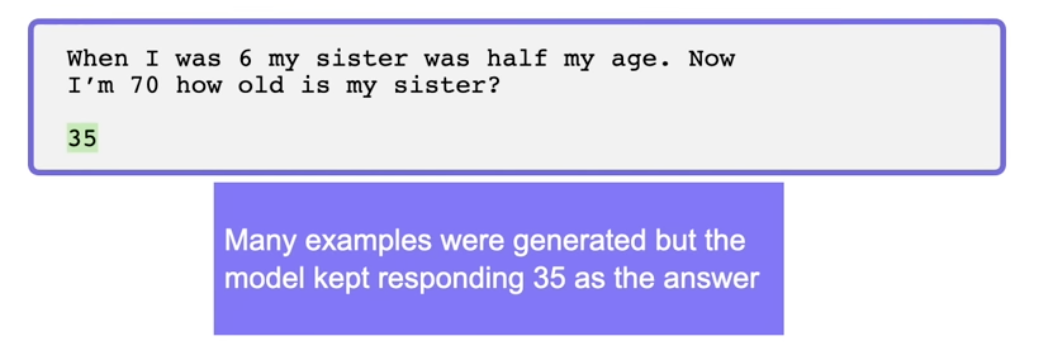 When I was 6 my sister was half my age. Now
I’m 70 how old is my sister?
35
Many examples were generated but the
model kept responding 35 as the answer